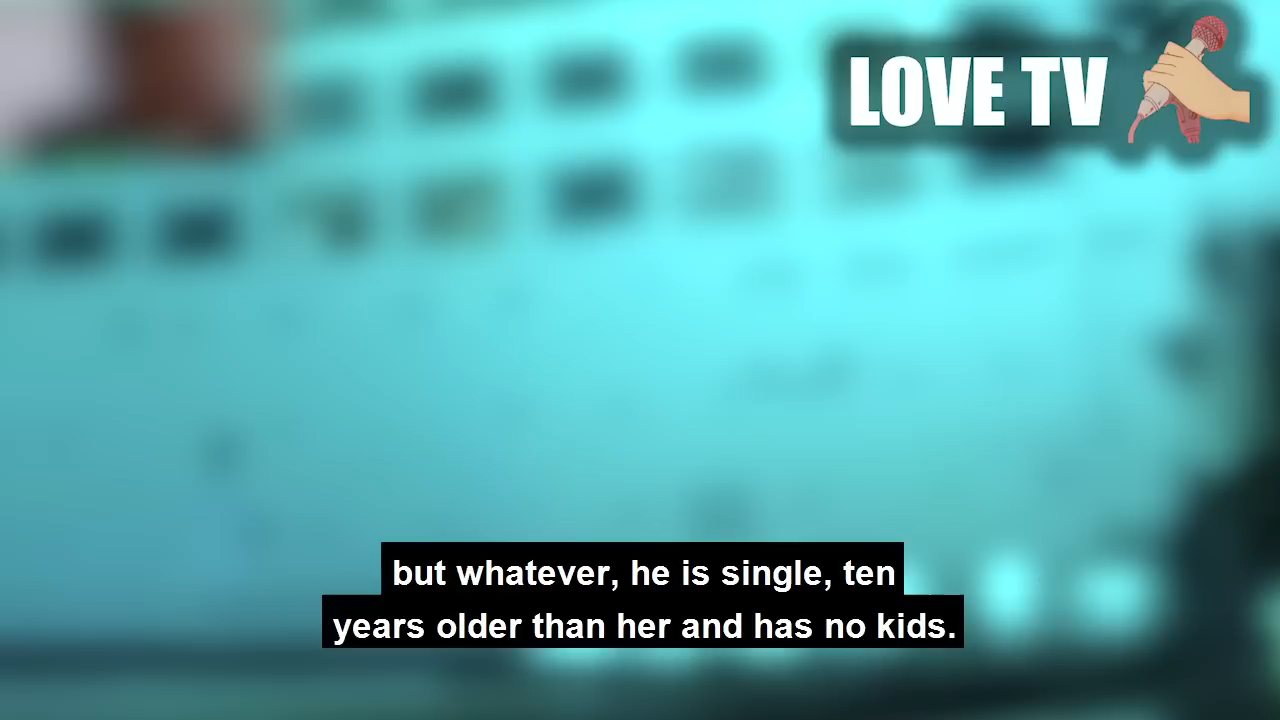 LOVE TV
but whatever, he is single, ten
years older than her and has no kids.